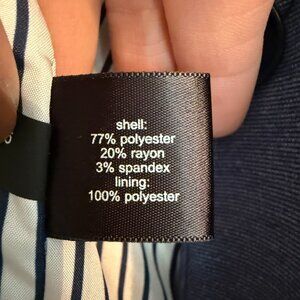 shell:
77% polyester
20% rayon
3% spandex
lining:
100% polyester